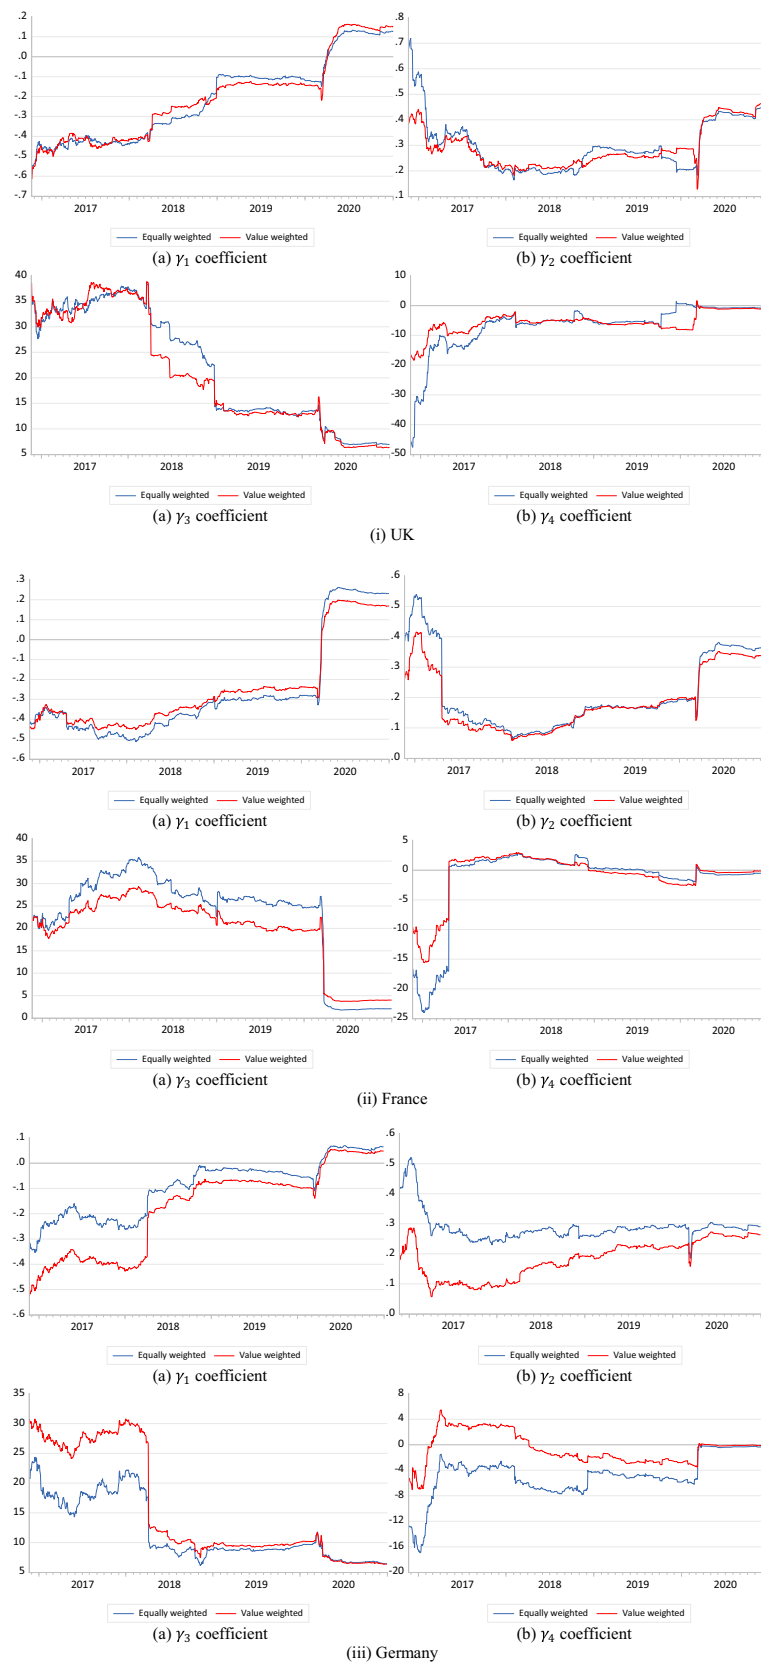 .2
.1
.0
-.1
-.2
-.3
-.4
-.5
-.6
-.7
2017 2018 2019 2020
Equally weighted Value weighted
(a) γ1 coefficient
.8
.7
.6
.5
.4
.3
.2
.1
2017 2018 2019 2020
Equally weighted Value weighted
(b) γ2 coefficient
40
35
30
25
20
15
10
5
2017 2018 2019 2020
Equally weighted Value weighted
(a) γ3 coefficient
10
0
-10
-20
-30
-40
-50
2017 2018 2019 2020
Equally weighted Value weighted
(b) γ4 coefficient
(i) UK
.3
.2
.1
.0
-.1
-.2
-.3
-.4
-.5
-.6
2017 2018 2019 2020
Equally weighted Value weighted
(a) γ1 coefficient
.6
.5
.4
.3
.2
.1
.0
2017 2018 2019 2020
Equally weighted Value weighted
(b) γ2 coefficient
40
35
30
25
20
15
10
5
0
2017 2018 2019 2020
Equally weighted Value weighted
(a) γ3 coefficient
5
0
-5
-10
-15
-20
-25
2017 2018 2019 2020
Equally weighted Value weighted
(b) γ4 coefficient
(ii) France
.1
.0
-.1
-.2
-.3
-.4
-.5
-.6
2017 2018 2019 2020
Equally weighted Value weighted
(a) γ1 coefficient
.6
.5
.4
.3
.2
.1
.0
2017 2018 2019 2020
Equally weighted Value weighted
(b) γ2 coefficient
35
30
25
20
15
10
5
2017 2018 2019 2020
Equally weighted Value weighted
(a) γ3 coefficient
8
4
0
-4
-8
-12
-16
-20
2017 2018 2019 2020
Equally weighted Value weighted
(b) γ4 coefficient
(iii) Germany